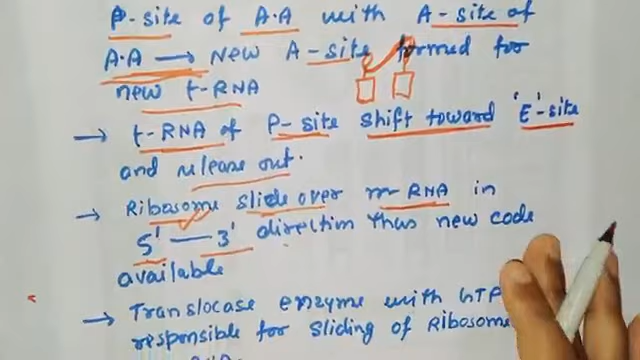 P-site of A.A with A-site of
A.A → New A-site formed for
new t-RNA
→ t-RNA of P-site shift toward 'E'-site
and release out.
→ Ribosome slide over m-RNA in
5' — 3' direction thus new code
available
→ Translocase enzyme with GTP
responsible for sliding of Ribosome